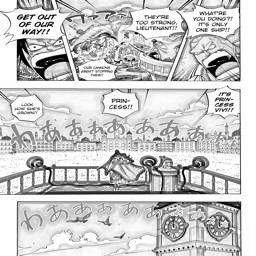 WHAT'RE
YOU DOING?!
IT'S ONLY
ONE SHIP!!
THEY'RE
TOO STRONG,
LIEUTENANT!!
OUR CANNONS
AREN'T STOPPING
THEM!
GET OUT
OF OUR
WAY!!
IT'S
PRIN-
CESS
VIVI!!
PRIN-
CESS!!
LOOK
HOW SHE'S
GROWN!!